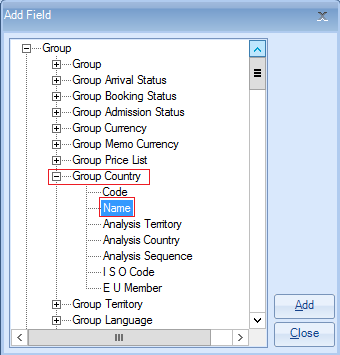 Add Field
Group
Group
Group Arrival Status
Group Booking Status
Group Admission Status
Group Currency
Group Memo Currency
Group Price List
Group Country
Code
Name
Analysis Territory
Analysis Country
Analysis Sequence
I S O Code
E U Member
Group Territory
Group Language
Add
Close